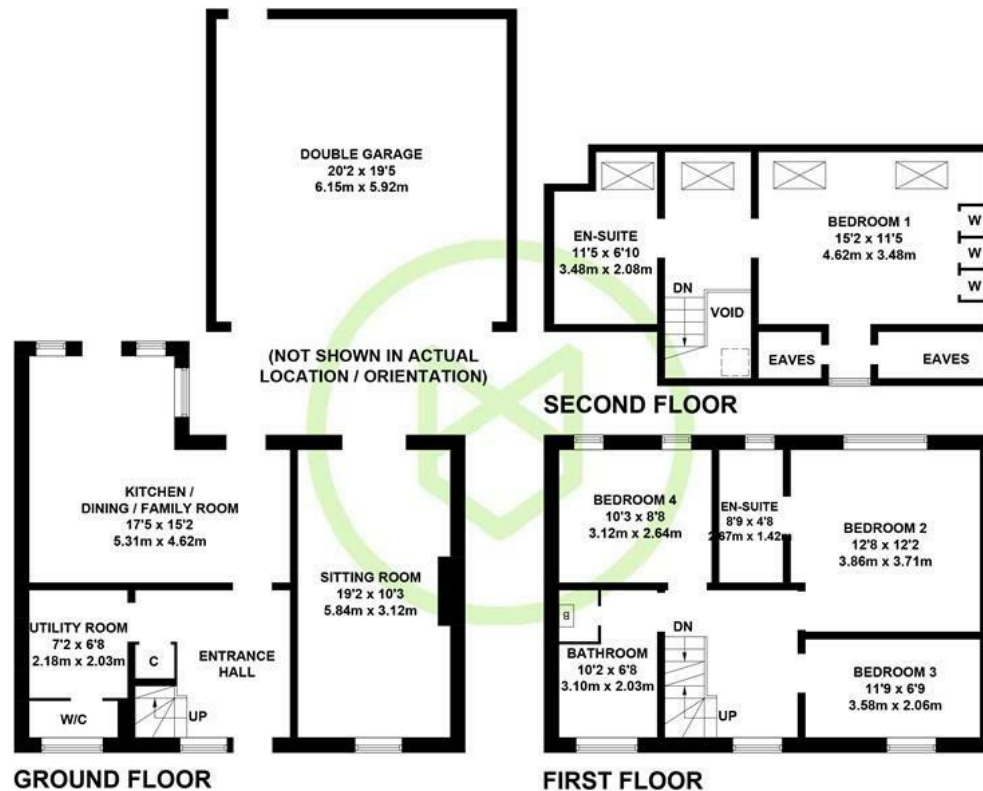 DOUBLE GARAGE
20'2 x 19'5
6.15m x 5.92m
(NOT SHOWN IN ACTUAL
LOCATION / ORIENTATION)
EN-SUITE
11'5 x 6'10
3.48m x 2.08m
DN
VOID
BEDROOM 1
15'2 x 11'5
4.62m x 3.48m
W
W
W
EAVES
EAVES
SECOND FLOOR
KITCHEN /
DINING / FAMILY ROOM
17'5 x 15'2
5.31m x 4.62m
SITTING ROOM
19'2 x 10'3
5.84m x 3.12m
UTILITY ROOM
7'2 x 6'8
2.18m x 2.03m
C
ENTRANCE
HALL
W/C
UP
GROUND FLOOR
BEDROOM 4
10'3 x 8'8
3.12m x 2.64m
EN-SUITE
8'9 x 4'8
2.67m x 1.42m
BEDROOM 2
12'8 x 12'2
3.86m x 3.71m
B
BATHROOM
10'2 x 6'8
3.10m x 2.03m
DN
UP
BEDROOM 3
11'9 x 6'9
3.58m x 2.06m
FIRST FLOOR